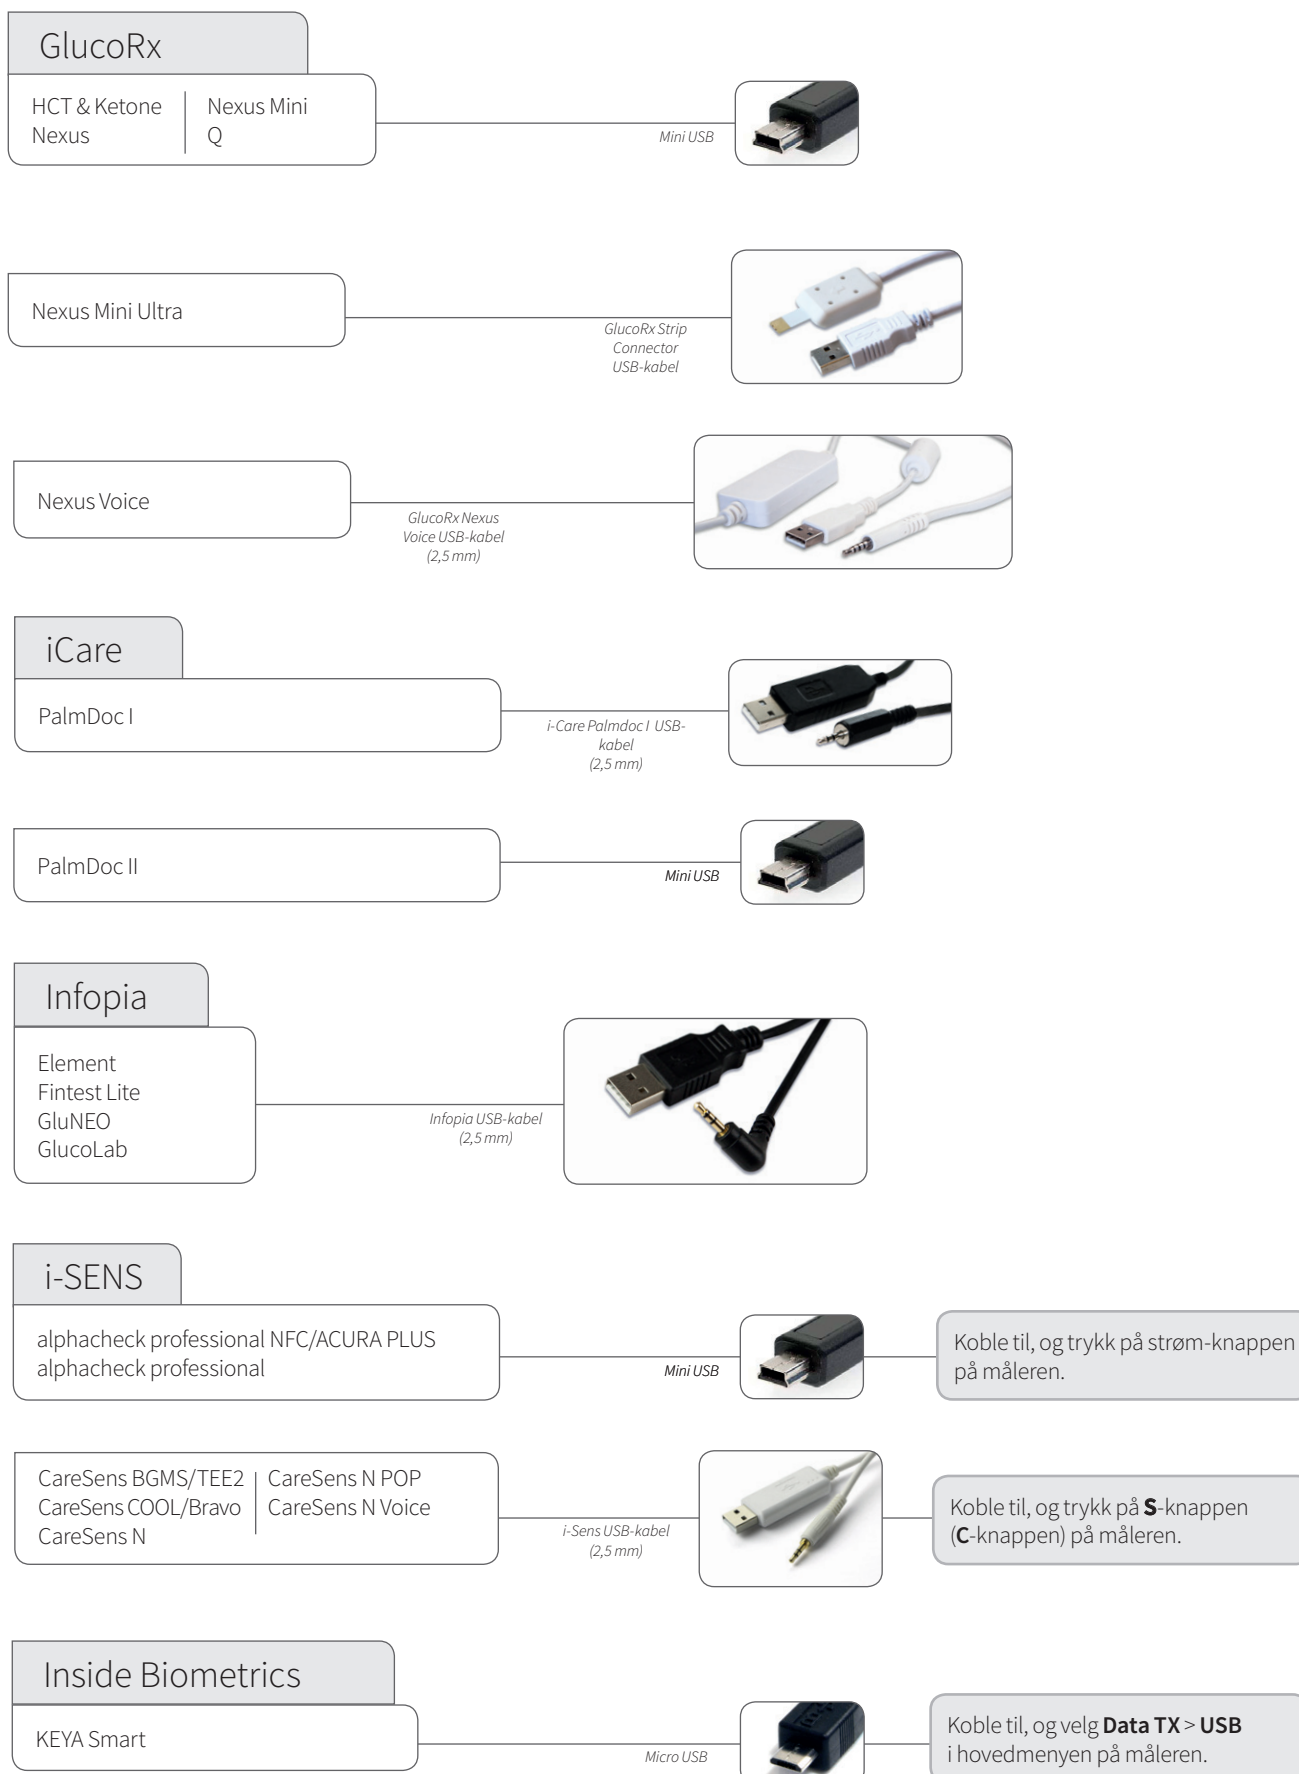 GlucoRx
HCT & Ketone
Nexus
Nexus Mini
Q
Mini USB
Nexus Mini Ultra
GlucoRx Strip
Connector
USB-kabel
Nexus Voice
GlucoRx Nexus
Voice USB-kabel
(2,5 mm)
iCare
PalmDoc I
i-Care Palmdoc I USB-
kabel
(2,5 mm)
PalmDoc II
Mini USB
Infopia
Element
Fintest Lite
GluNEO
GlucoLab
Infopia USB-kabel
(2,5 mm)
i-SENS
alphacheck professional NFC/ACURA PLUS
alphacheck professional
Mini USB
Koble til, og trykk på strøm-knappen
på måleren.
CareSens BGMS/TEE2
CareSens COOL/Bravo
CareSens N
CareSens N POP
CareSens N Voice
i-Sens USB-kabel
(2,5 mm)
Koble til, og trykk på S-knappen
(C-knappen) på måleren.
Inside Biometrics
KEYA Smart
Micro USB
Koble til, og velg Data TX > USB
i hovedmenyen på måleren.